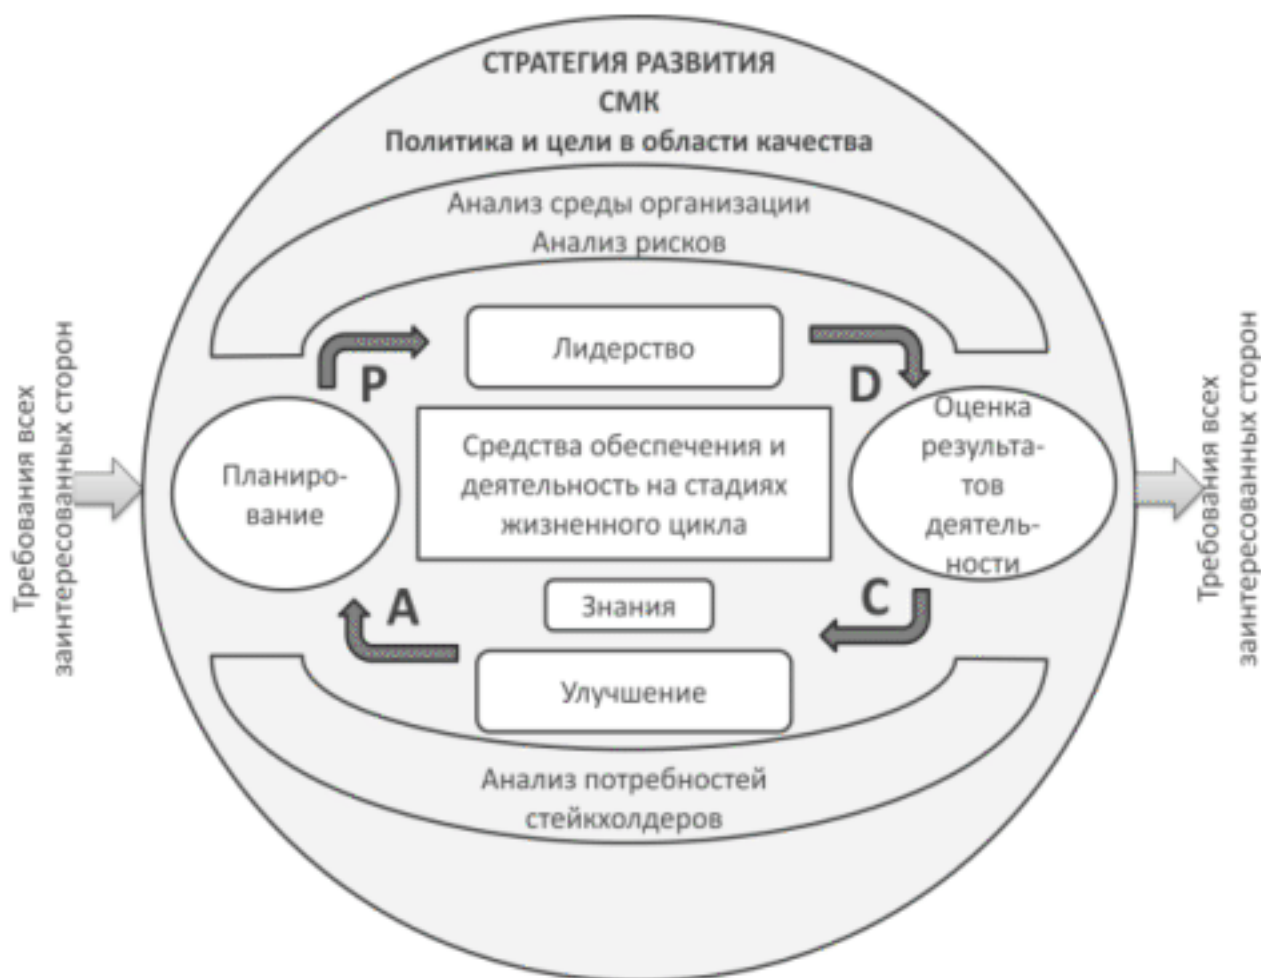 СТРАТЕГИЯ РАЗВИТИЯ
СМК
Политика и цели в области качества
Анализ среды организации
Анализ рисков
Требования всех
заинтересованных сторон
P
Лидерство
D
Планиро-
вание
Средства обеспечения и
деятельность на стадиях
жизненного цикла
Оценка
результа-
тов
деятель-
ности
A
Знания
C
Улучшение
Анализ потребностей
стейкхолдеров
Требования всех
заинтересованных сторон